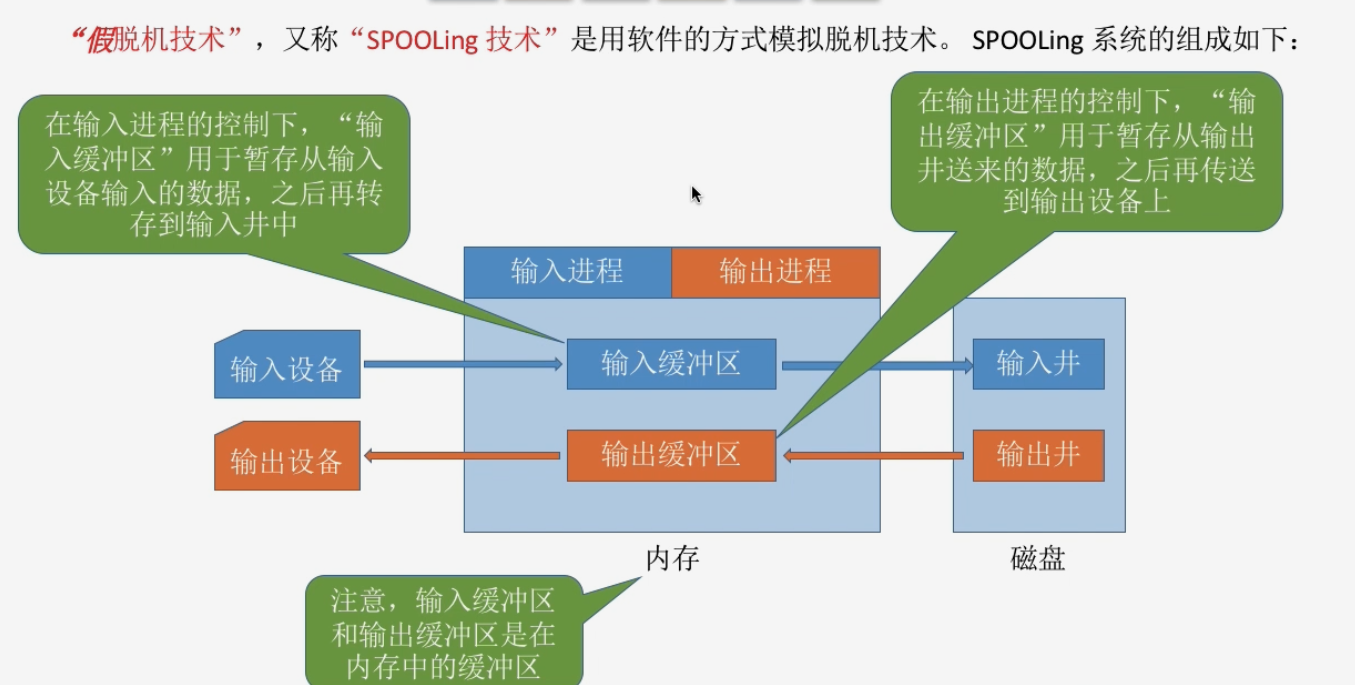 “假脱机技术”，又称“SPOOLing 技术”是用软件的方式模拟脱机技术。 SPOOLing 系统的组成如下：
在输入进程的控制下，“输
入缓冲区”用于暂存从输入
设备输入的数据，之后再转
存到输入井中
在输出进程的控制下，“输
出缓冲区”用于暂存从输出
井送来的数据，之后再传送
到输出设备上
输入进程
输出进程
输入设备
输入缓冲区
输入井
输出设备
输出缓冲区
输出井
内存
磁盘
注意，输入缓冲区
和输出缓冲区是在
内存中的缓冲区